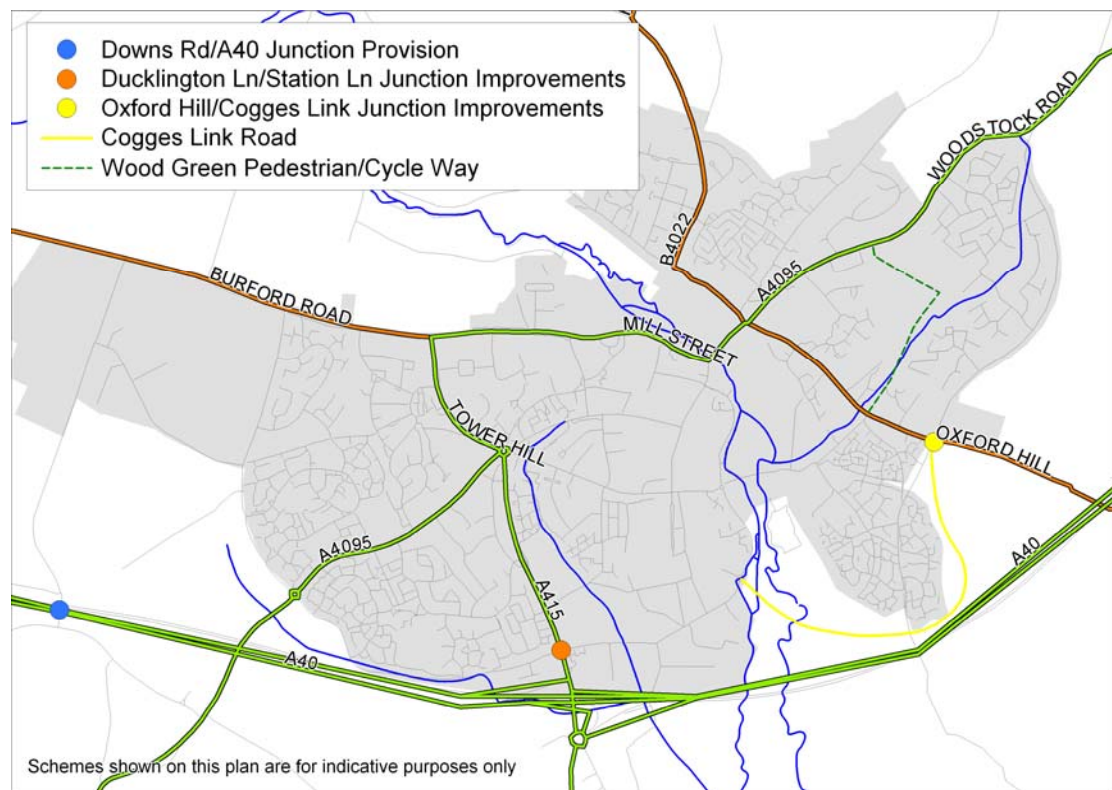 Downs Rd/A40 Junction Provision
Ducklington Ln/Station Ln Junction Improvements
Oxford Hill/Cogges Link Junction Improvements
Cogges Link Road
Wood Green Pedestrian/Cycle Way
WOODSTOCK ROAD
B4022
A4095
BURFORD ROAD
MILL STREET
TOWER HILL
OXFORD HILL
A4095
A40
A415
A40
Schemes shown on this plan are for indicative purposes only